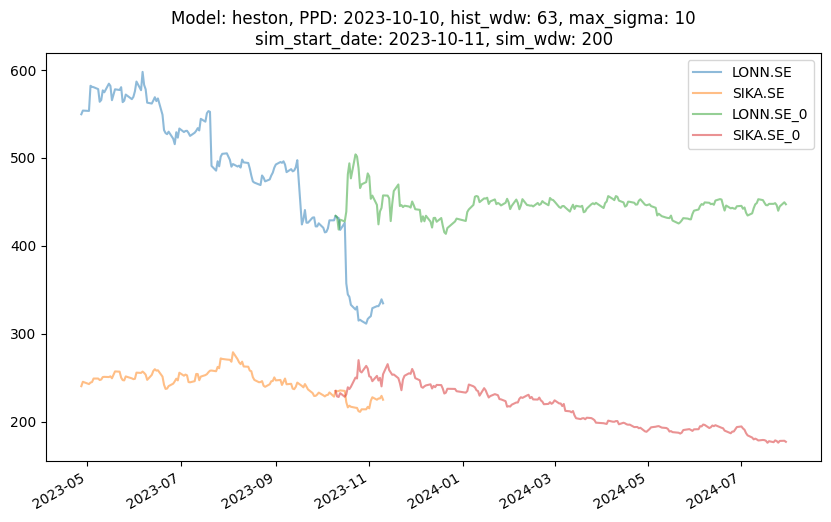 Model: heston, PPD: 2023-10-10, hist_wdw: 63, max_sigma: 10
sim_start_date: 2023-10-11, sim_wdw: 200
LONN.SE
SIKA.SE
LONN.SE_0
SIKA.SE_0
600
500
400
300
200
2023-05
2023-07
2023-09
2023-11
2024-01
2024-03
2024-05
2024-07